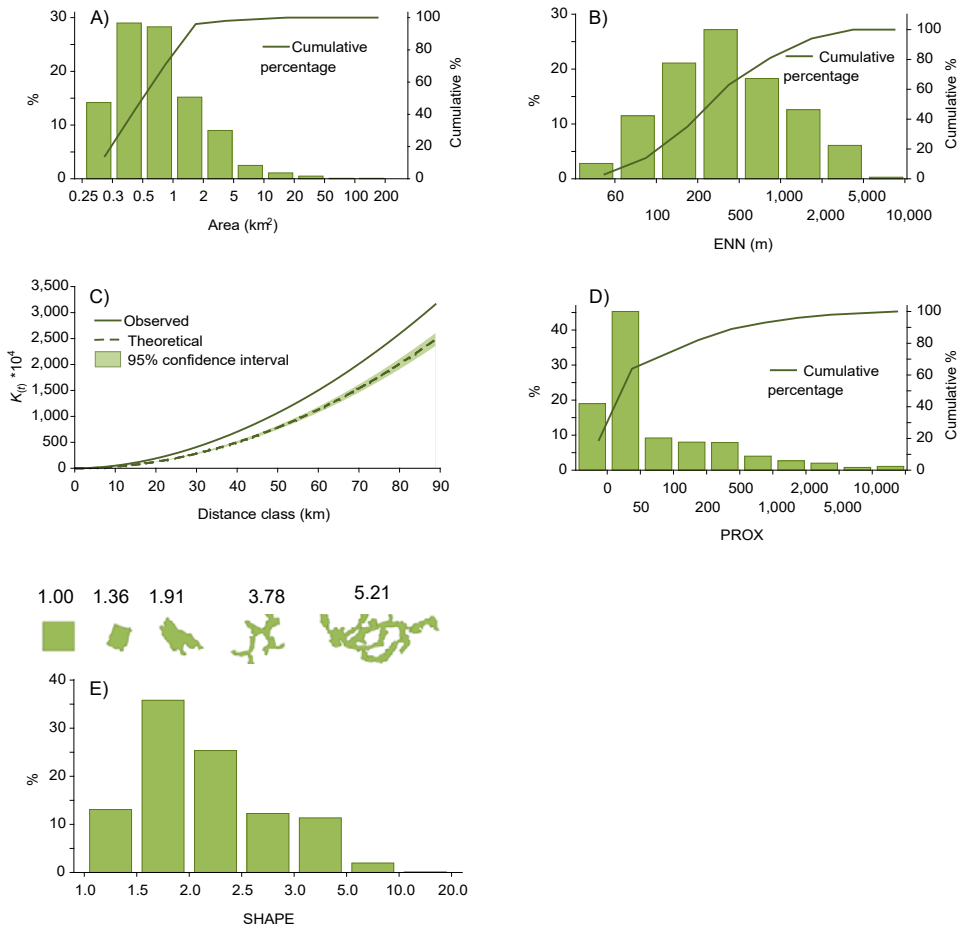 A)
30
20
10
0
%
Cumulative
percentage
100
80
60
40
20
0
Cumulative %
0.25 0.3 0.5 1 2 5 10 20 50 100 200
Area (km²)
B)
30
20
10
0
%
Cumulative
percentage
100
80
60
40
20
0
Cumulative %
60 200 1,000 5,000
100 500 2,000 10,000
ENN (m)
C)
3,500
3,000
2,500
2,000
1,500
1,000
500
0
K(t) *10⁴
Observed
Theoretical
95% confidence interval
0 10 20 30 40 50 60 70 80 90
Distance class (km)
D)
40
30
20
10
0
%
Cumulative
percentage
100
80
60
40
20
0
Cumulative %
0 100 500 2,000 10,000
50 200 1,000 5,000
PROX
1.00 1.36 1.91 3.78 5.21
E)
40
30
20
10
0
%
1.0 1.5 2.0 2.5 3.0 5.0 10.0 20.0
SHAPE